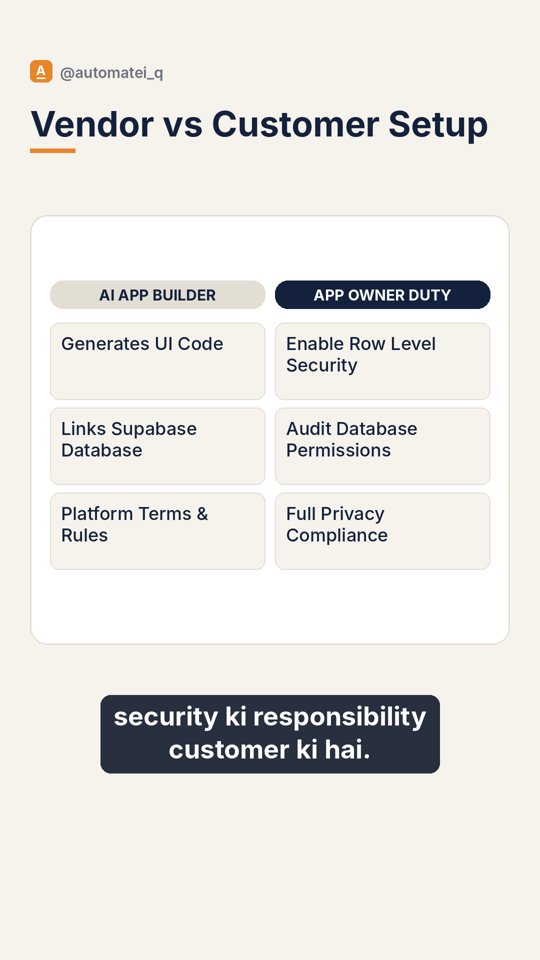 A
@automatei_q
Vendor vs Customer Setup
AI APP BUILDER
APP OWNER DUTY
Generates UI Code
Enable Row Level
Security
Links Supabase
Database
Audit Database
Permissions
Platform Terms &
Rules
Full Privacy
Compliance
security ki responsibility
customer ki hai.